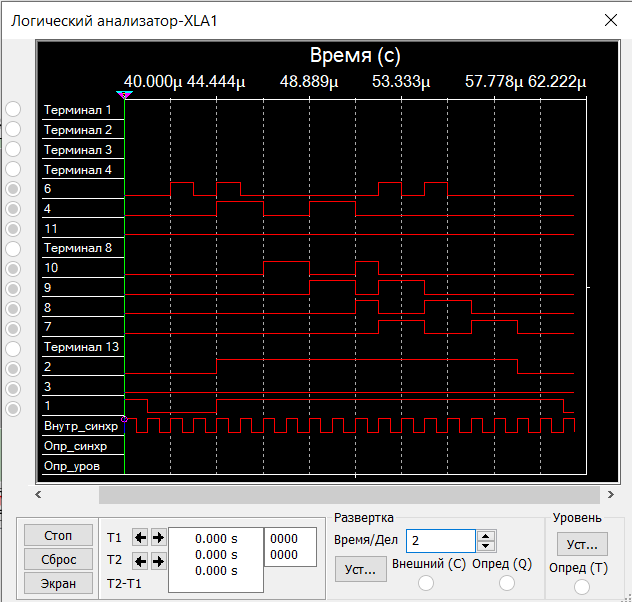 Логический анализатор-XLA1
Время (с)
40.000μ 44.444μ 48.889μ 53.333μ 57.778μ 62.222μ
Терминал 1
Терминал 2
Терминал 3
Терминал 4
6
4
11
Терминал 8
10
9
8
7
Терминал 13
2
3
1
Внутр_синхр
Опр_синхр
Опр_уров
Стоп
Сброс
Экран
T1
T2
T2-T1
0.000 s
0.000 s
0.000 s
0000
0000
Развертка
Время/Дел 2
Уст...
Внешний (C) Опред (Q)
Уровень
Уст...
Опред (T)